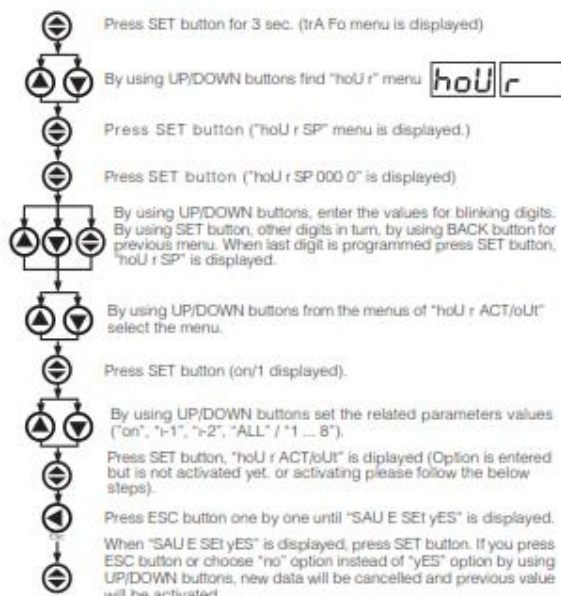 Press SET button for 3 sec. (trA Fo menu is displayed)
By using UP/DOWN buttons find "hoU r" menu hoU r
Press SET button ("hoU r SP" menu is displayed.)
Press SET button ("hoU r SP 000 0" is displayed)
By using UP/DOWN buttons, enter the values for blinking digits.
By using SET button, other digits in turn, by using BACK button for
previous menu. When last digit is programmed press SET button,
"hoU r SP" is displayed.
By using UP/DOWN buttons from the menus of "hoU r ACT/oUt"
select the menu.
Press SET button (on/1 displayed).
By using UP/DOWN buttons set the related parameters values
("on", "ı-1", "ı-2", "ALL" / "1 ... 8").
Press SET button, "hoU r ACT/oUt" is diplayed (Option is entered
but is not activated yet. or activating please follow the below
steps).
Press ESC button one by one until "SAU E SEt yES" is displayed.
When "SAU E SEt yES" is displayed, press SET button. If you press
ESC button or choose "no" option instead of "yES" option by using
UP/DOWN buttons, new data will be cancelled and previous value
will be activated